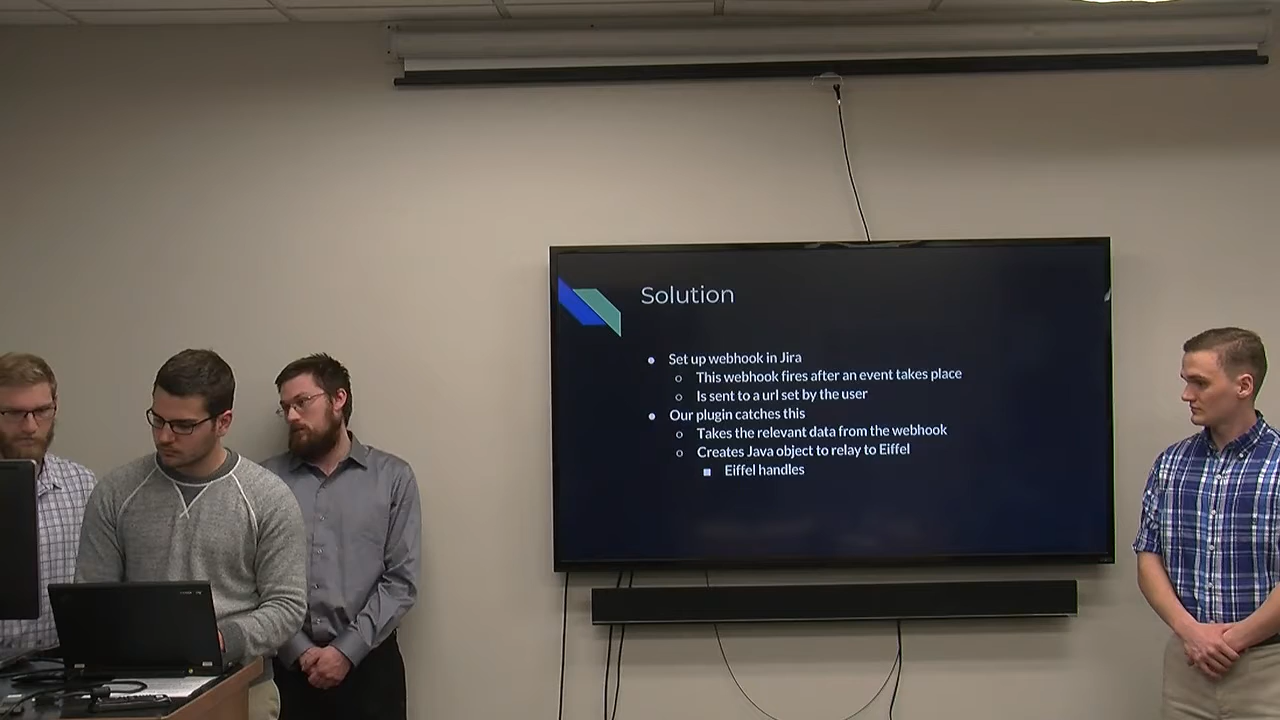 Solution
● Set up webhook in Jira
○ This webhook fires after an event takes place
○ Is sent to a url set by the user
● Our plugin catches this
○ Takes the relevant data from the webhook
○ Creates Java object to relay to Eiffel
■ Eiffel handles